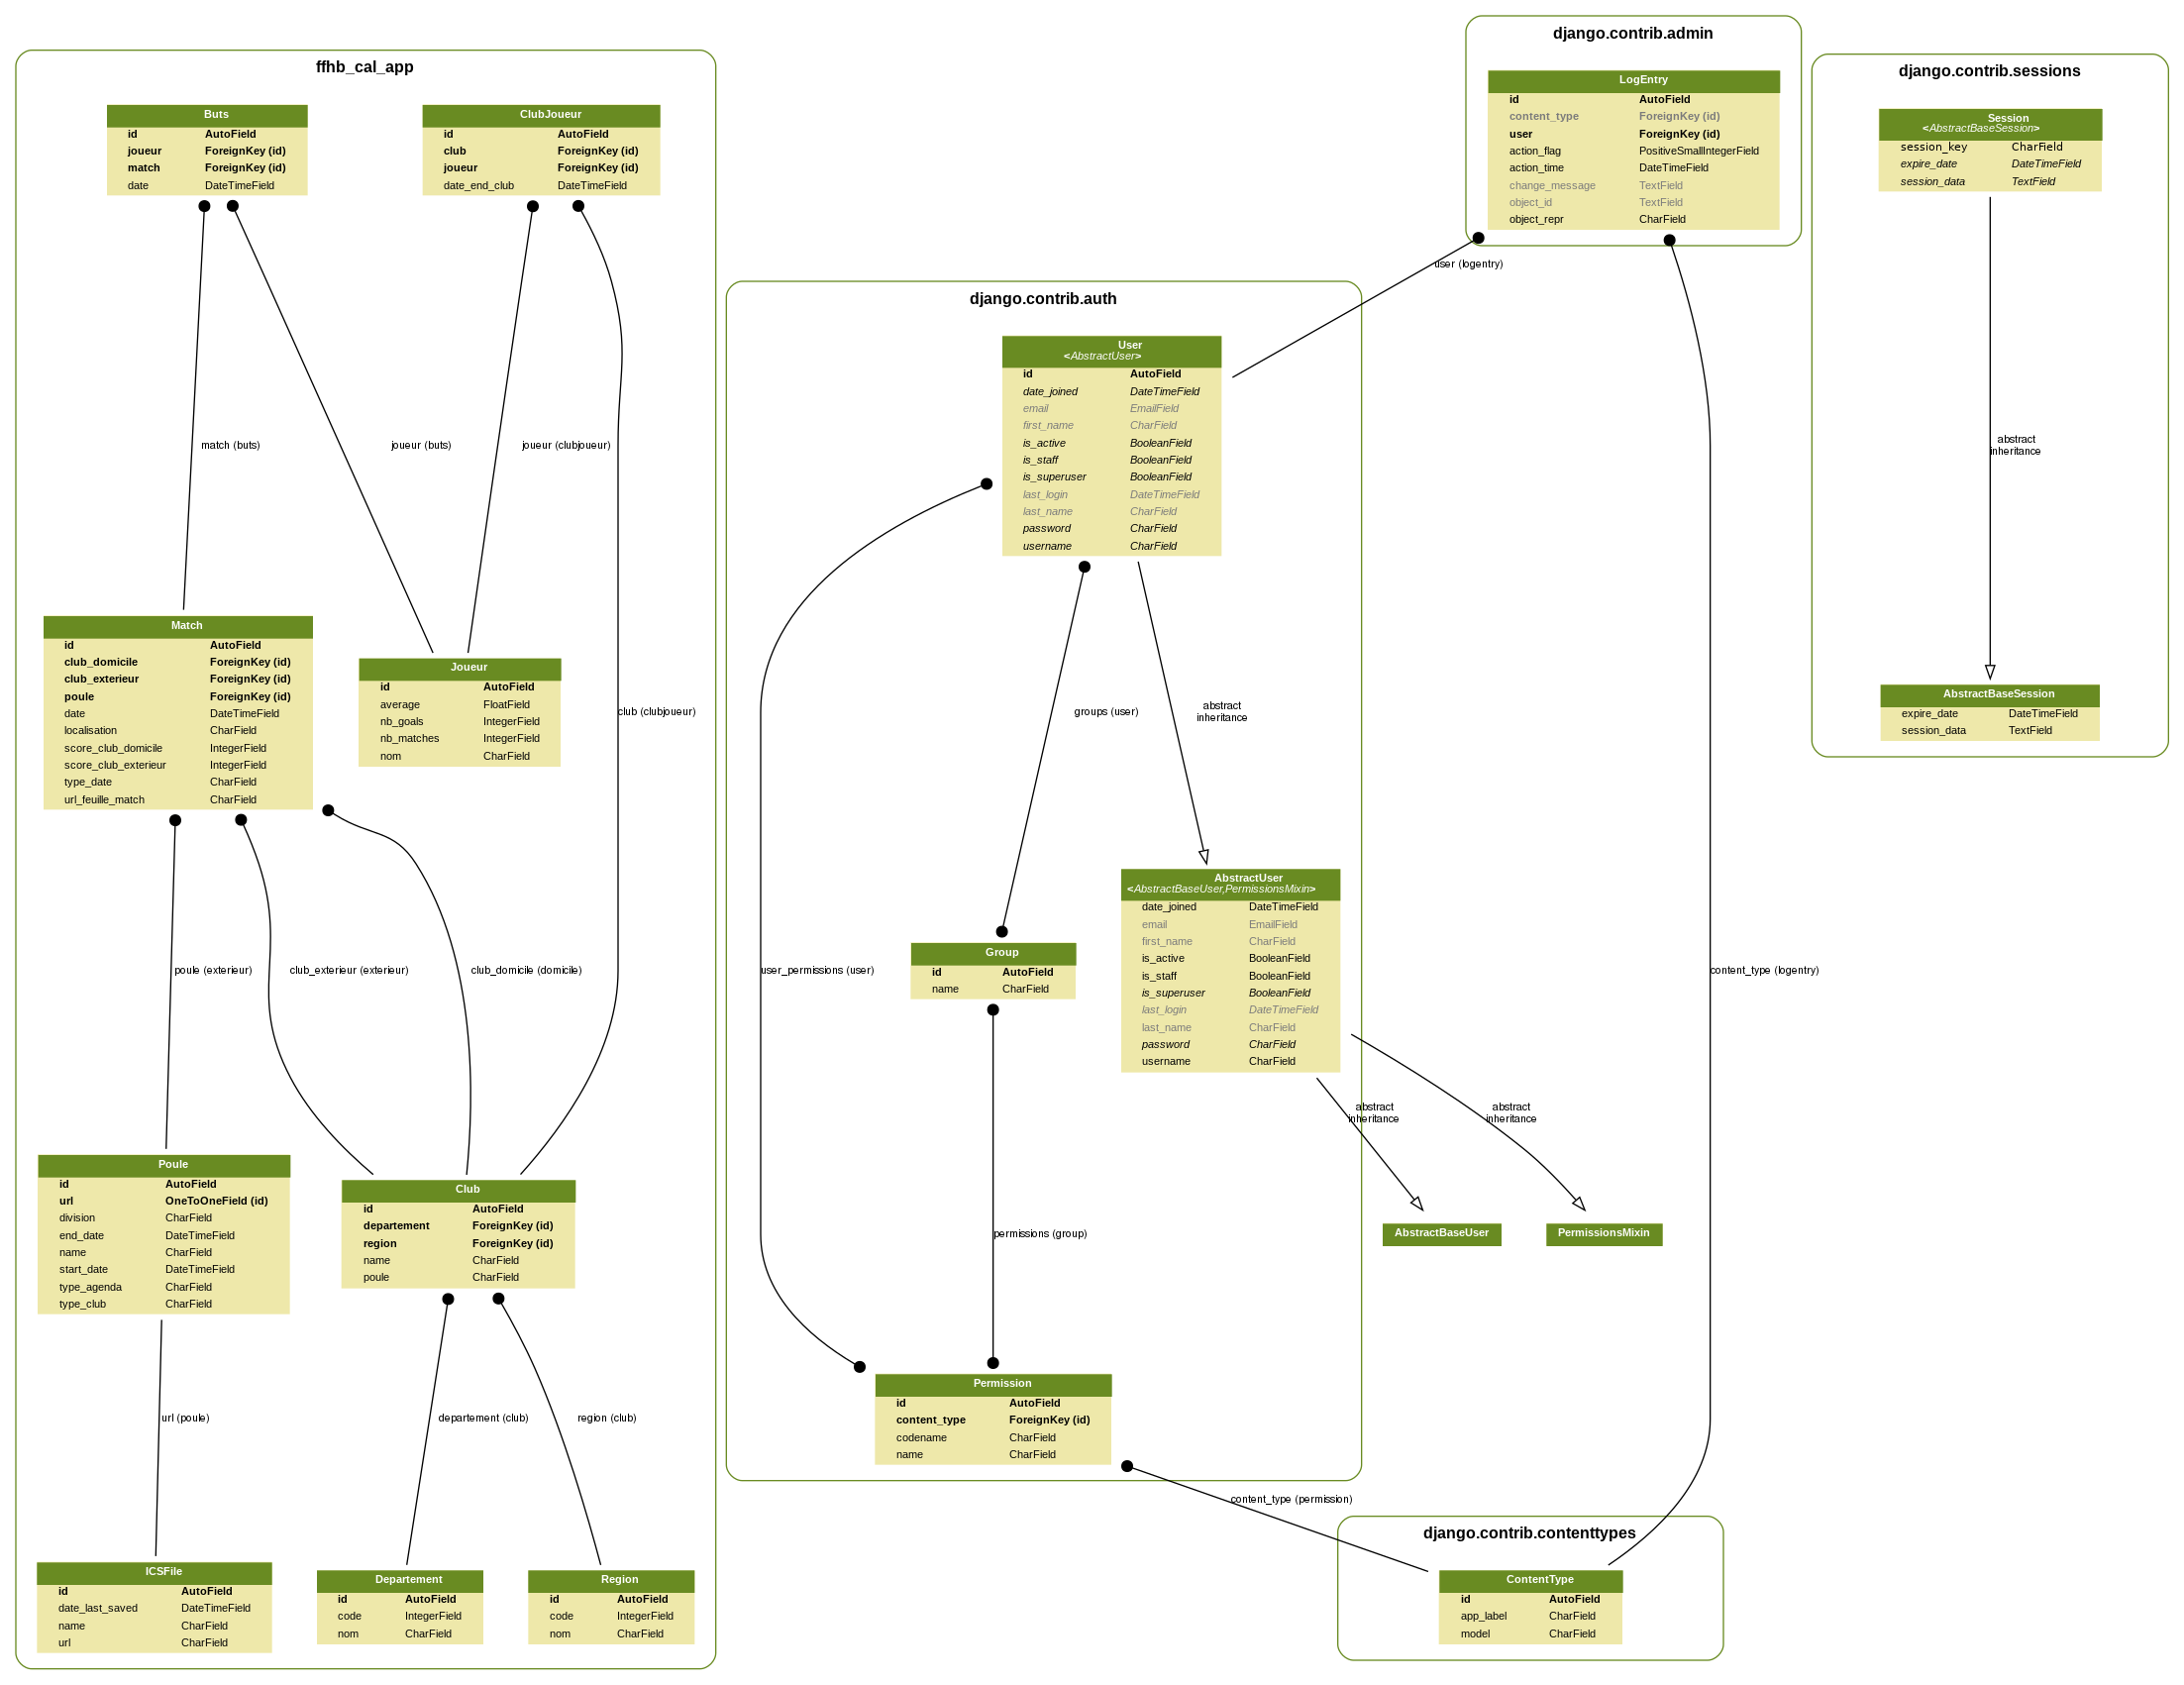 ffhb_cal_app
Buts
id AutoField
joueur ForeignKey (id)
match ForeignKey (id)
date DateTimeField
ClubJoueur
id AutoField
club ForeignKey (id)
joueur ForeignKey (id)
date_end_club DateTimeField
match (buts)
joueur (buts)
joueur (clubjoueur)
club (clubjoueur)
Match
id AutoField
club_domicile ForeignKey (id)
club_exterieur ForeignKey (id)
poule ForeignKey (id)
date DateTimeField
localisation CharField
score_club_domicile IntegerField
score_club_exterieur IntegerField
type_date CharField
url_feuille_match CharField
Joueur
id AutoField
average FloatField
nb_goals IntegerField
nb_matches IntegerField
nom CharField
poule (exterieur)
club_exterieur (exterieur)
club_domicile (domicile)
Poule
id AutoField
url OneToOneField (id)
division CharField
end_date DateTimeField
name CharField
start_date DateTimeField
type_agenda CharField
type_club CharField
Club
id AutoField
departement ForeignKey (id)
region ForeignKey (id)
name CharField
poule CharField
url (poule)
departement (club)
region (club)
ICSFile
id AutoField
date_last_saved DateTimeField
name CharField
url CharField
Departement
id AutoField
code IntegerField
nom CharField
Region
id AutoField
code IntegerField
nom CharField
django.contrib.auth
User
<AbstractUser>
id AutoField
date_joined DateTimeField
email EmailField
first_name CharField
is_active BooleanField
is_staff BooleanField
is_superuser BooleanField
last_login DateTimeField
last_name CharField
password CharField
username CharField
groups (user)
abstract
inheritance
user_permissions (user)
Group
id AutoField
name CharField
AbstractUser
<AbstractBaseUser,PermissionsMixin>
date_joined DateTimeField
email EmailField
first_name CharField
is_active BooleanField
is_staff BooleanField
is_superuser BooleanField
last_login DateTimeField
last_name CharField
password CharField
username CharField
abstract
inheritance
abstract
inheritance
AbstractBaseUser
PermissionsMixin
permissions (group)
Permission
id AutoField
content_type ForeignKey (id)
codename CharField
name CharField
content_type (permission)
django.contrib.admin
LogEntry
id AutoField
content_type ForeignKey (id)
user ForeignKey (id)
action_flag PositiveSmallIntegerField
action_time DateTimeField
change_message TextField
object_id TextField
object_repr CharField
user (logentry)
content_type (logentry)
django.contrib.contenttypes
ContentType
id AutoField
app_label CharField
model CharField
django.contrib.sessions
Session
<AbstractBaseSession>
session_key CharField
expire_date DateTimeField
session_data TextField
abstract
inheritance
AbstractBaseSession
expire_date DateTimeField
session_data TextField